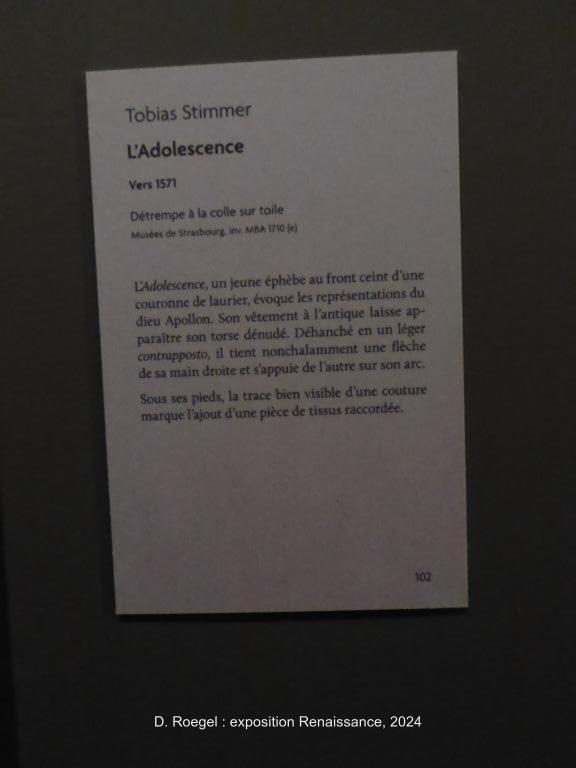 Tobias Stimmer
L'Adolescence
Vers 1571
Détrempe à la colle sur toile
Musées de Strasbourg, inv. MBA 1710 (e)
L'Adolescence, un jeune éphèbe au front ceint d'une
couronne de laurier, évoque les représentations du
dieu Apollon. Son vêtement à l'antique laisse ap-
paraître son torse dénudé. Déhanché en un léger
contrapposto, il tient nonchalamment une flèche
de sa main droite et s'appuie de l'autre sur son arc.
Sous ses pieds, la trace bien visible d'une couture
marque l'ajout d'une pièce de tissus raccordée.
102
D. Roegel : exposition Renaissance, 2024